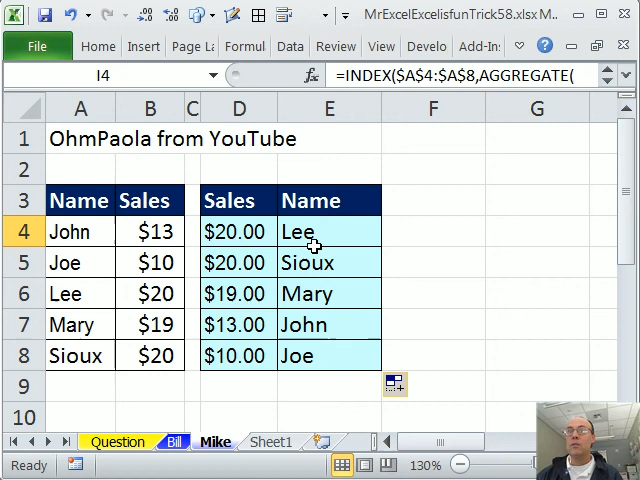 MrExcelExcelisfunTrick58.xlsx M...
File Home Insert Page La Formula Data Review View Develo Add-Ins
I4 fx =INDEX($A$4:$A$8,AGGREGATE(
A B C D E F G
1 OhmPaola from YouTube
2
3 Name Sales Sales Name
4 John $13 $20.00 Lee
5 Joe $10 $20.00 Sioux
6 Lee $20 $19.00 Mary
7 Mary $19 $13.00 John
8 Sioux $20 $10.00 Joe
9
10
Question Bill Mike Sheet1
Ready 130%